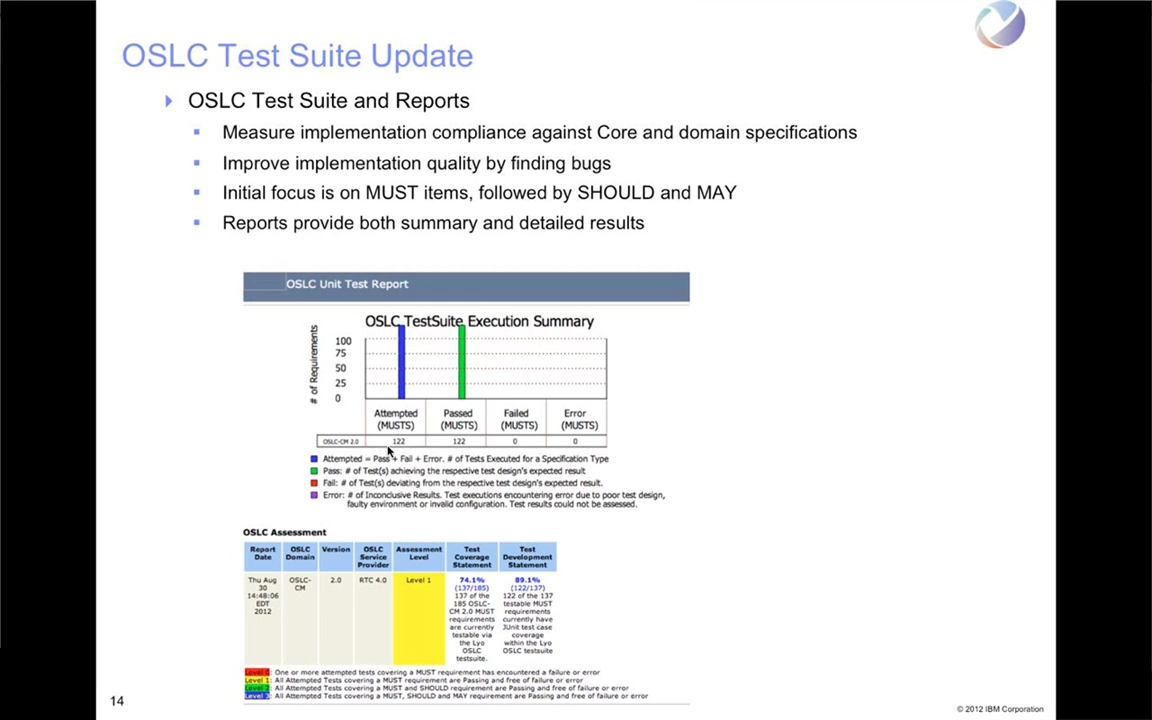 OSLC Test Suite Update
OSLC Test Suite and Reports
Measure implementation compliance against Core and domain specifications
Improve implementation quality by finding bugs
Initial focus is on MUST items, followed by SHOULD and MAY
Reports provide both summary and detailed results
OSLC Unit Test Report
OSLC TestSuite Execution Summary
# of Requirements
100
75
50
25
0
Attempted Passed Failed Error
(MUSTS) (MUSTS) (MUSTS) (MUSTS)
OSLC-CM 2.0 122 122 0 0
Attempted = Pass + Fail + Error. # of Tests Executed for a Specification Type
Pass: # of Test(s) achieving the respective test design's expected result
Fail: # of Test(s) deviating from the respective test design's expected result.
Error: # of Inconclusive Results. Test executions encountering error due to poor test design,
faulty environment or invalid configuration. Test results could not be assessed.
OSLC Assessment
Report Date
OSLC Domain
Version
OSLC Service Provider
Assessment Level
Test Coverage Statement
Test Development Statement
Thu Aug
30
14:48:06
EDT
2012
OSLC-
CM
2.0
RTC 4.0
Level 1
74.1%
(137/185)
137 of the
185 OSLC-
CM 2.0 MUST
requirements
are currently
testable via
the Lyo
OSLC
testsuite.
89.1%
(122/137)
122 of the 137
testable MUST
requirements
currently have
JUnit test case
coverage
within the Lyo
OSLC testsuite
Level 0: One or more attempted tests covering a MUST requirement has encountered a failure or error
Level 1: All Attempted Tests covering a MUST requirement are Passing and free of failure or error
Level 2: All Attempted Tests covering a MUST and SHOULD requirement are Passing and free of failure or error
Level 3: All Attempted Tests covering a MUST, SHOULD and MAY requirement are Passing and free of failure or error
14
© 2012 IBM Corporation